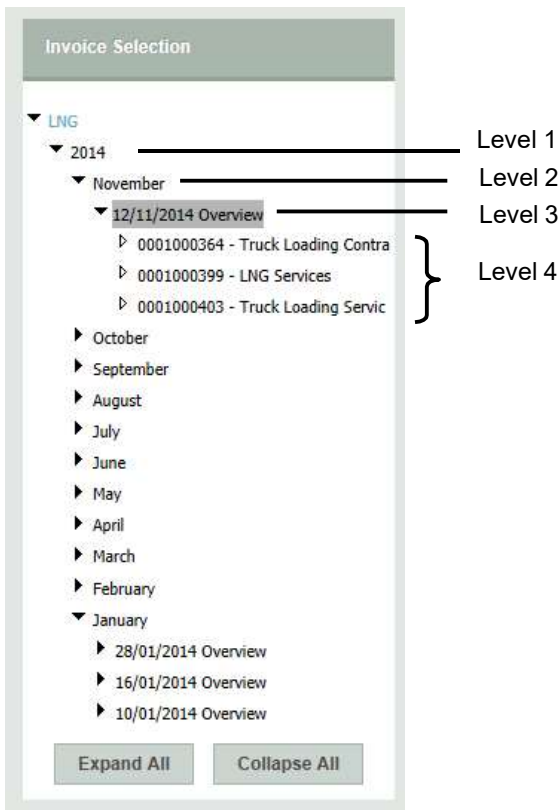 Invoice Selection
LNG
2014
Level 1
November
Level 2
12/11/2014 Overview
Level 3
0001000364 - Truck Loading Contra
0001000399 - LNG Services
Level 4
0001000403 - Truck Loading Servic
October
September
August
July
June
May
April
March
February
January
28/01/2014 Overview
16/01/2014 Overview
10/01/2014 Overview
Expand All
Collapse All